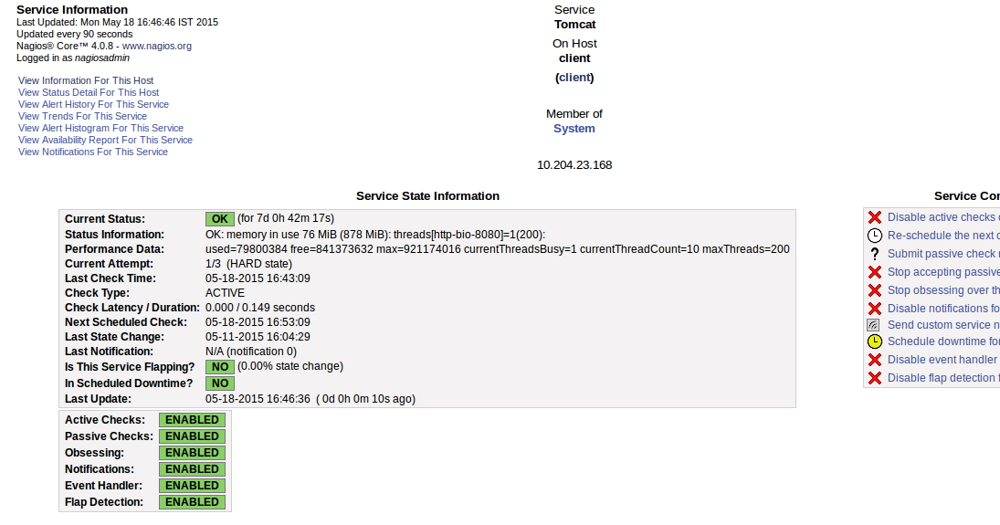 Service Information
Last Updated: Mon May 18 16:46:46 IST 2015
Updated every 90 seconds
Nagios® Core™ 4.0.8 - www.nagios.org
Logged in as nagiosadmin
View Information For This Host
View Status Detail For This Host
View Alert History For This Service
View Trends For This Service
View Alert Histogram For This Service
View Availability Report For This Service
View Notifications For This Service
Service
Tomcat
On Host
client
(client)
Member of
System
10.204.23.168
Service State Information
Current Status: OK (for 7d 0h 42m 17s)
Status Information: OK: memory in use 76 MiB (878 MiB): threads[http-bio-8080]=1(200):
Performance Data: used=79800384 free=841373632 max=921174016 currentThreadsBusy=1 currentThreadCount=10 maxThreads=200
Current Attempt: 1/3 (HARD state)
Last Check Time: 05-18-2015 16:43:09
Check Type: ACTIVE
Check Latency / Duration: 0.000 / 0.149 seconds
Next Scheduled Check: 05-18-2015 16:53:09
Last State Change: 05-11-2015 16:04:29
Last Notification: N/A (notification 0)
Is This Service Flapping? NO (0.00% state change)
In Scheduled Downtime? NO
Last Update: 05-18-2015 16:46:36 ( 0d 0h 0m 10s ago)
Active Checks: ENABLED
Passive Checks: ENABLED
Obsessing: ENABLED
Notifications: ENABLED
Event Handler: ENABLED
Flap Detection: ENABLED
Service Co
Disable active checks
Re-schedule the next
? Submit passive check
Stop accepting passive
Stop obsessing over th
Disable notifications fo
Send custom service n
Schedule downtime for
Disable event handler
Disable flap detection f